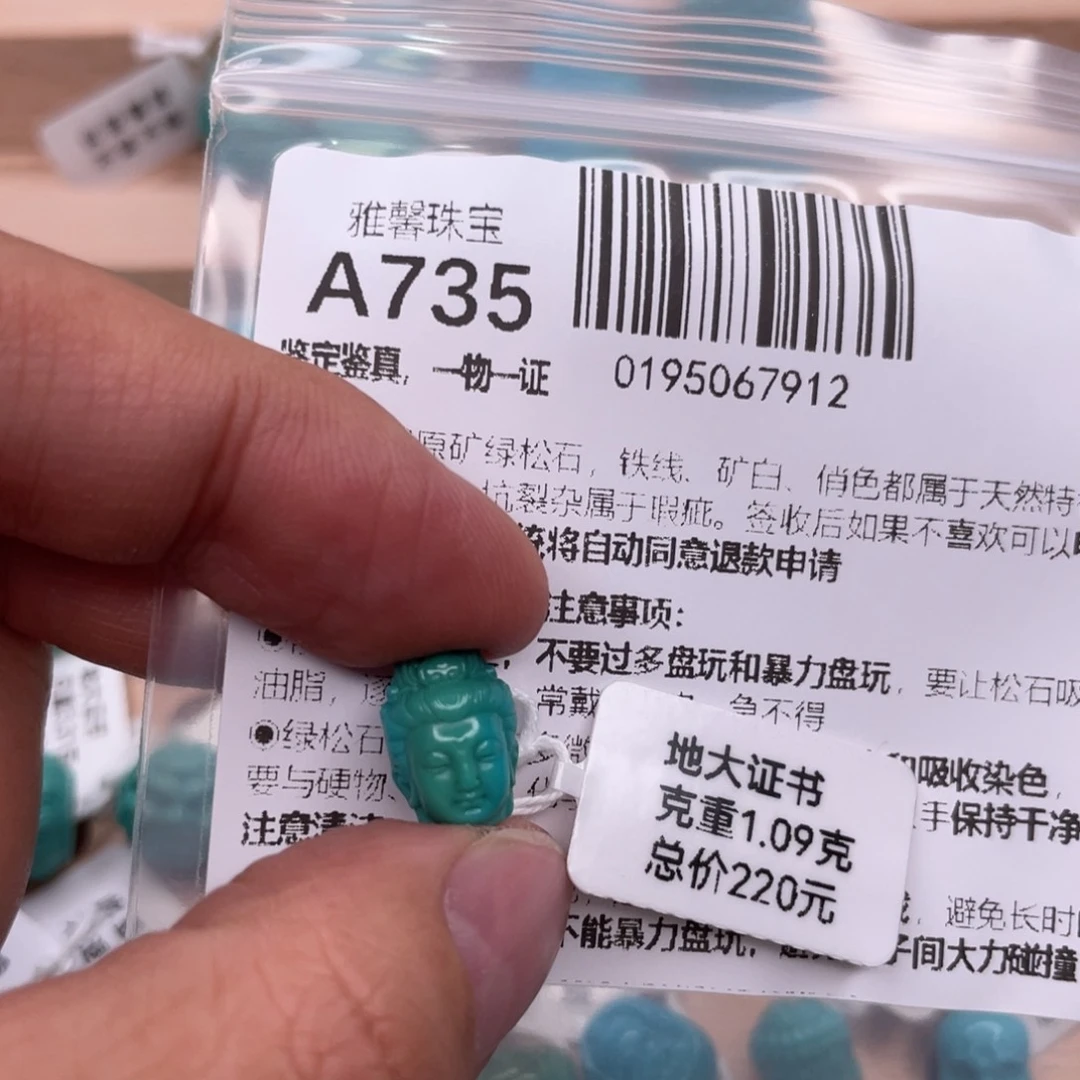 雅馨珠宝
A735
鉴定鉴真,一物一证
0195067912
原矿绿松石,铁线、矿白、俏色都属于天然特
杂属于瑕疵。签收后如果不喜欢可以
将自动同意退款申请
注意事项:
不要过多盘玩和暴力盘玩,要让松石吸
油脂,
常戴
急不得
●绿松石
吸收染色,
要与硬物、
手保持干净
注意清洁
地大证书
克重1.09克
总价220元
,避免长时
不能暴力盘玩,
子间大力碰撞